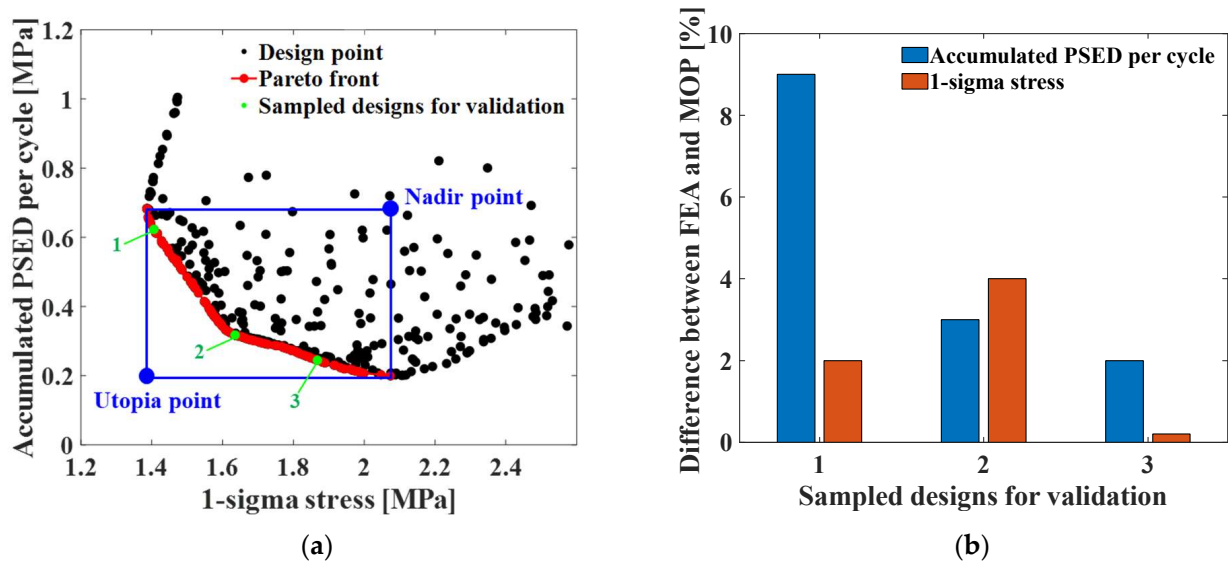 Accumulated PSED per cycle [MPa]
1.2
1
0.8
0.6
0.4
0.2
0
Design point
Pareto front
Sampled designs for validation
Nadir point
1
2
3
Utopia point
1.2 1.4 1.6 1.8 2 2.2 2.4
1-sigma stress [MPa]
(a)
Difference between FEA and MOP [%]
10
8
6
4
2
0
Accumulated PSED per cycle
1-sigma stress
1 2 3
Sampled designs for validation
(b)